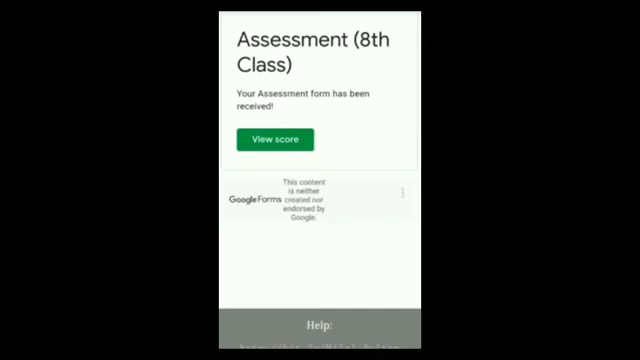 Assessment (8th
Class)
Your Assessment form has been
received!
View score
This content
is neither
Google Forms created nor
endorsed by
Google.
Help: